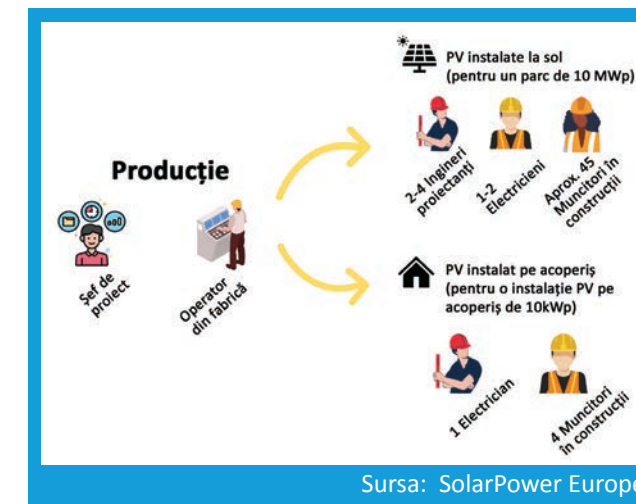 PV instalate la sol
(pentru un parc de 10 MWp)
2-4 Ingineri
proiectanți
1-2
Electricieni
Aprox. 45
Muncitori în
construcții
Producție
Șef de
proiect
Operator
din fabrică
PV instalat pe acoperiș
(pentru o instalație PV pe
acoperiș de 10kWp)
1 Electrician
4 Muncitori
în construcții
Sursa: SolarPower Europe